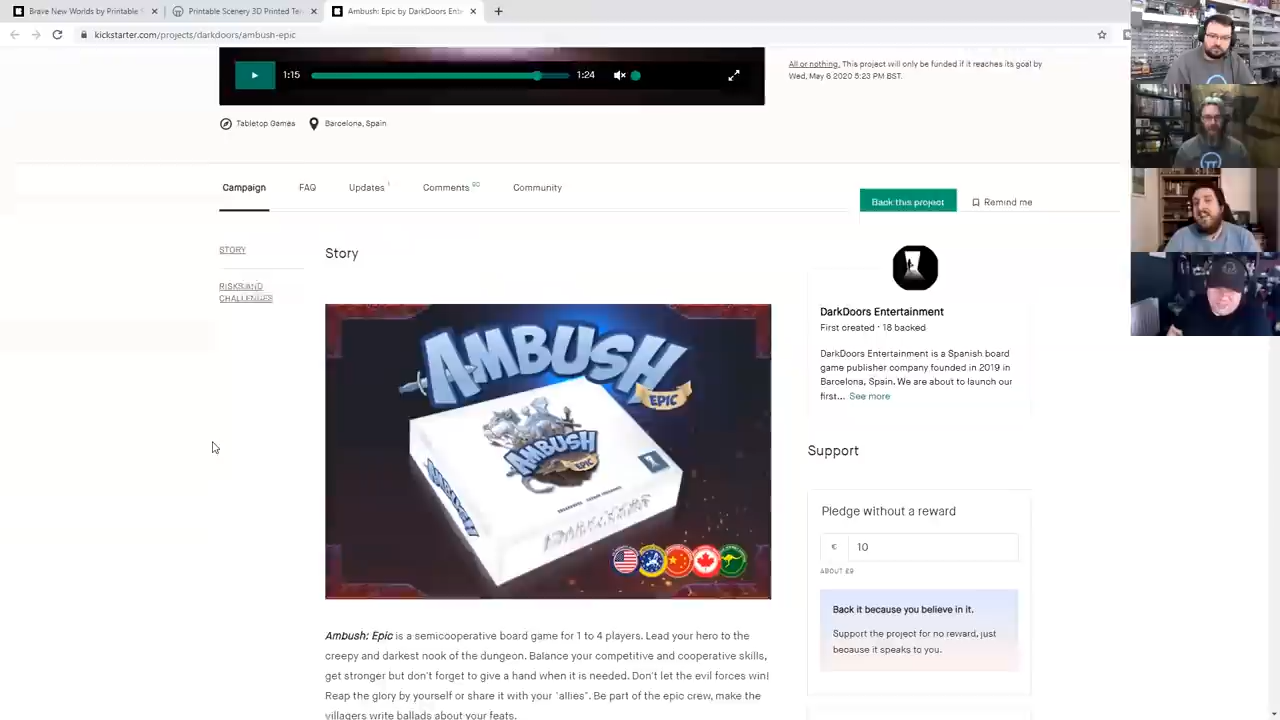 Brave New Worlds by Printable
Printable Scenery 3D Printed
Ambush: Epic by DarkDoors Ente
kickstarter.com/projects/darkdoors/ambush-epic
1:15
1:24
All or nothing. This project will only be funded if it reaches its goal by
Wed, May 6 2020 5:23 PM BST.
Tabletop Games
Barcelona, Spain
Campaign
FAQ
Updates 1
Comments
Community
Back this project
Remind me
STORY
RISKS AND
CHALLENGES
Story
AMBUSH
EPIC
AMBUSH
EPIC
AMBUSH
DarkDoors Entertainment
First created · 18 backed
DarkDoors Entertainment is a Spanish board
game publisher company founded in 2019 in
Barcelona, Spain. We are about to launch our
first... See more
Support
Pledge without a reward
€ 10
ABOUT £9
Back it because you believe in it.
Support the project for no reward, just
because it speaks to you.
Ambush: Epic is a semicooperative board game for 1 to 4 players. Lead your hero to the
creepy and darkest nook of the dungeon. Balance your competitive and cooperative skills,
get stronger but don't forget to give a hand when it is needed. Don't let the evil forces win!
Reap the glory by yourself or share it with your "allies". Be part of the epic crew, make the
villagers write ballads about your feats.